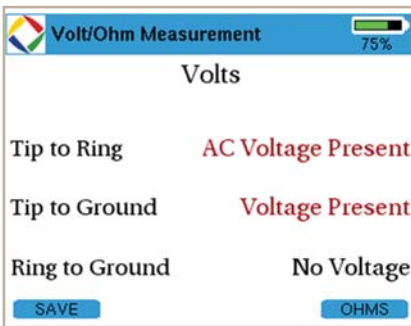 Volt/Ohm Measurement 75%
Volts
Tip to Ring AC Voltage Present
Tip to Ground Voltage Present
Ring to Ground No Voltage
SAVE OHMS